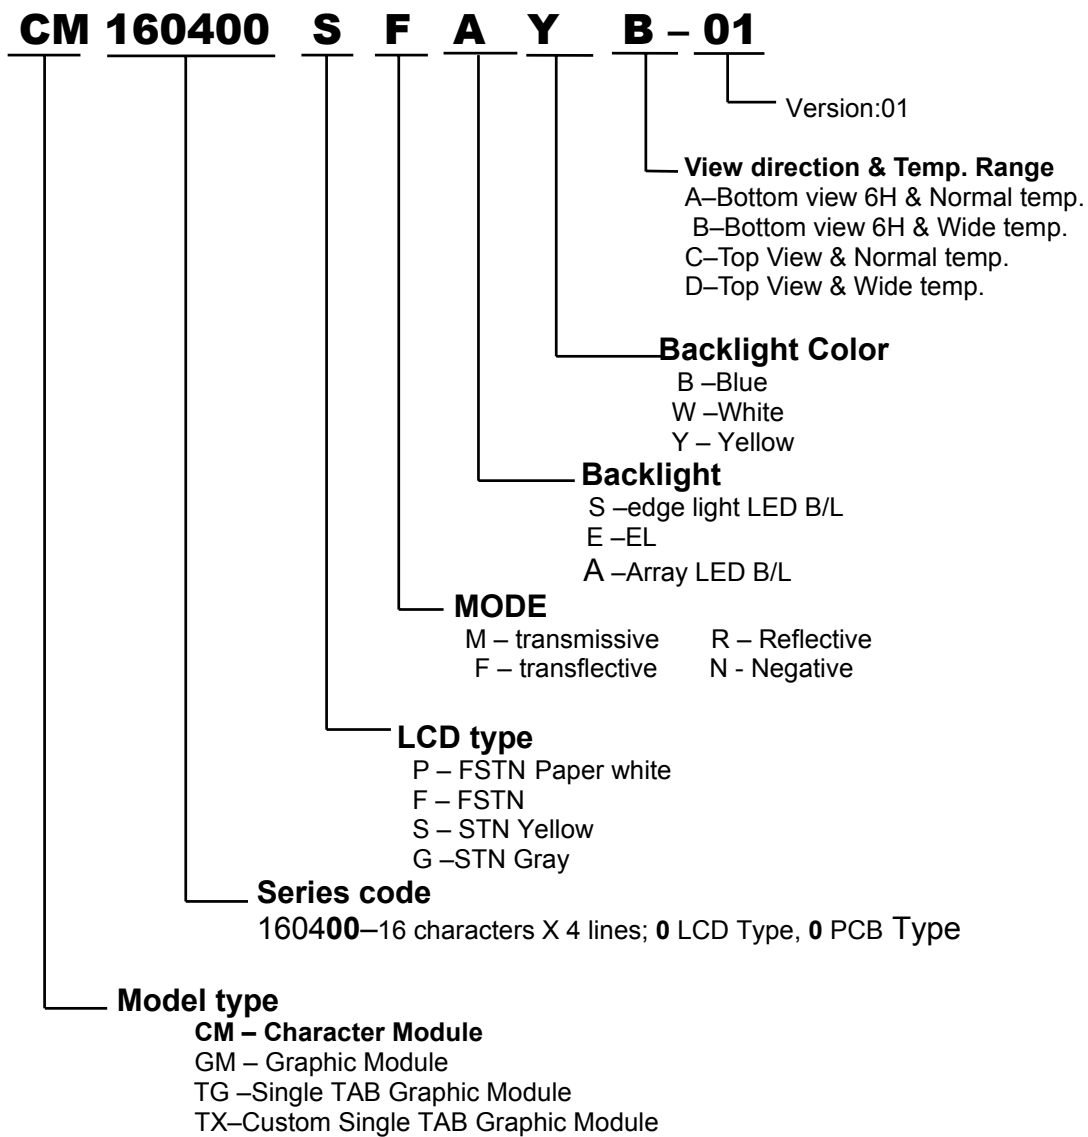 CM 160400 S F A Y B – 01
Version:01
View direction & Temp. Range
A–Bottom view 6H & Normal temp.
B–Bottom view 6H & Wide temp.
C–Top View & Normal temp.
D–Top View & Wide temp.
Backlight Color
B –Blue
W –White
Y – Yellow
Backlight
S –edge light LED B/L
E –EL
A –Array LED B/L
MODE
M – transmissive R – Reflective
F – transflective N - Negative
LCD type
P – FSTN Paper white
F – FSTN
S – STN Yellow
G –STN Gray
Series code
160400–16 characters X 4 lines; 0 LCD Type, 0 PCB Type
Model type
CM – Character Module
GM – Graphic Module
TG –Single TAB Graphic Module
TX–Custom Single TAB Graphic Module